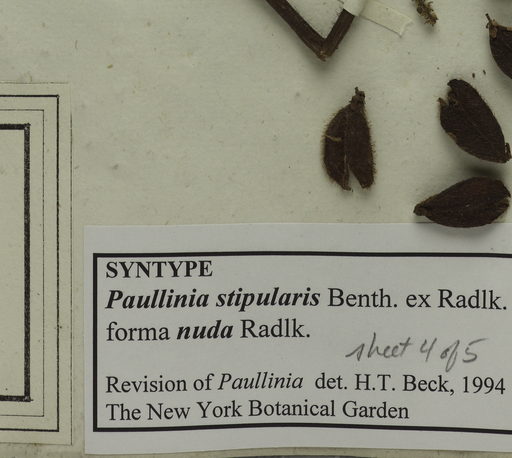 SYNTYPE
Paullinia stipularis Benth. ex Radlk.
forma nuda Radlk.
sheet 4 of 5
Revision of Paullinia det. H.T. Beck, 1994
The New York Botanical Garden